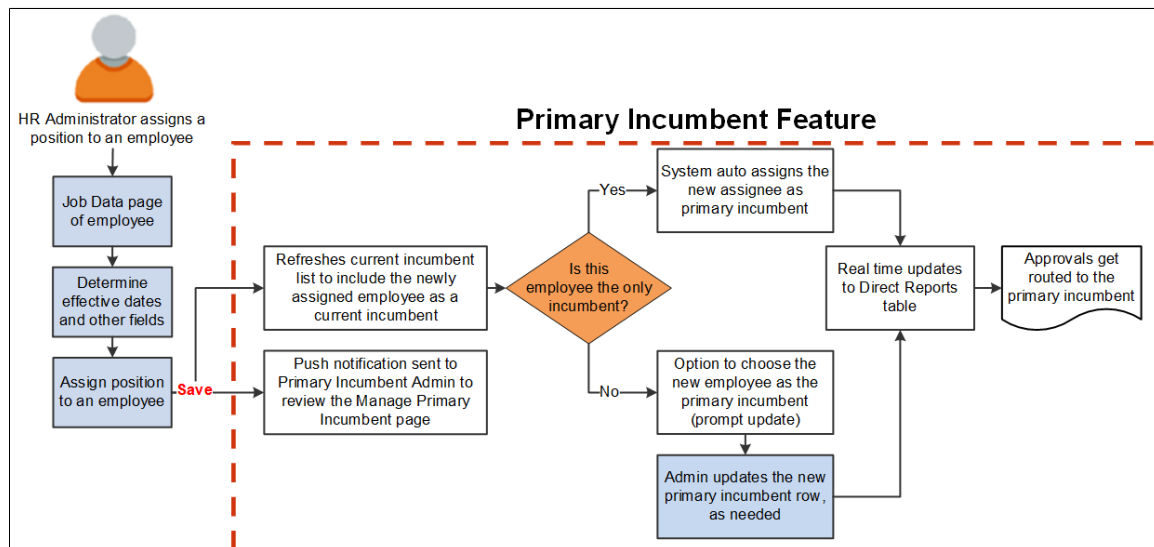 HR Administrator assigns a
position to an employee
Primary Incumbent Feature
Job Data page
of employee
Determine
effective dates
and other fields
Assign position
to an employee
Save
Refreshes current incumbent
list to include the newly
assigned employee as a
current incumbent
Push notification sent to
Primary Incumbent Admin to
review the Manage Primary
Incumbent page
Is this
employee the only
incumbent?
Yes
System auto assigns the
new assignee as
primary incumbent
No
Option to choose the
new employee as the
primary incumbent
(prompt update)
Admin updates the new
primary incumbent row,
as needed
Real time updates
to Direct Reports
table
Approvals get
routed to the
primary incumbent